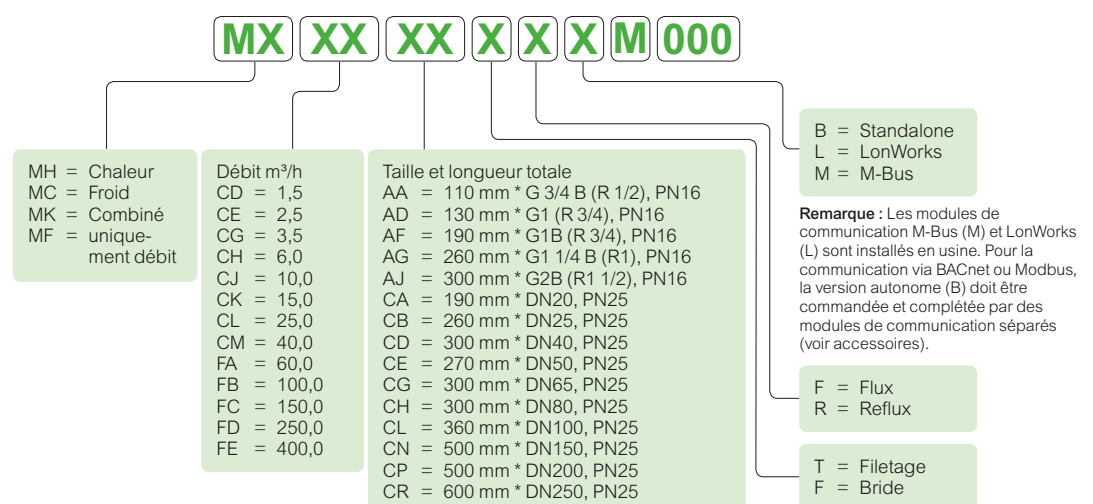 MX XX XX X X X M 000
MH = Chaleur
MC = Froid
MK = Combiné
MF = unique-
ment débit
Débit m³/h
CD = 1,5
CE = 2,5
CG = 3,5
CH = 6,0
CJ = 10,0
CK = 15,0
CL = 25,0
CM = 40,0
FA = 60,0
FB = 100,0
FC = 150,0
FD = 250,0
FE = 400,0
Taille et longueur totale
AA = 110 mm * G 3/4 B (R 1/2), PN16
AD = 130 mm * G1 (R 3/4), PN16
AF = 190 mm * G1B (R 3/4), PN16
AG = 260 mm * G1 1/4 B (R1), PN16
AJ = 300 mm * G2B (R1 1/2), PN16
CA = 190 mm * DN20, PN25
CB = 260 mm * DN25, PN25
CD = 300 mm * DN40, PN25
CE = 270 mm * DN50, PN25
CG = 300 mm * DN65, PN25
CH = 300 mm * DN80, PN25
CL = 360 mm * DN100, PN25
CN = 500 mm * DN150, PN25
CP = 500 mm * DN200, PN25
CR = 600 mm * DN250, PN25
B = Standalone
L = LonWorks
M = M-Bus
Remarque : Les modules de
communication M-Bus (M) et LonWorks
(L) sont installés en usine. Pour la
communication via BACnet ou Modbus,
la version autonome (B) doit être
commandée et complétée par des
modules de communication séparés
(voir accessoires).
F = Flux
R = Reflux
T = Filetage
F = Bride